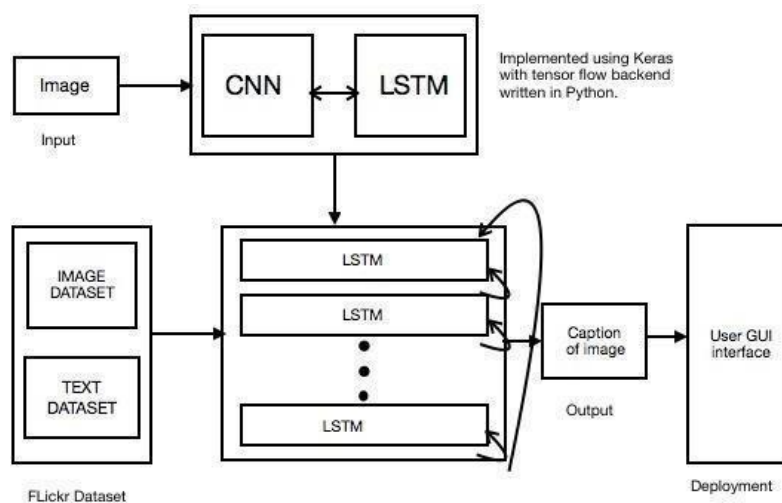 Image
Input
CNN
LSTM
Implemented using Keras
with tensor flow backend
written in Python.
IMAGE
DATASET
TEXT
DATASET
FLickr Dataset
LSTM
LSTM
LSTM
Caption
of image
Output
User GUI
interface
Deployment